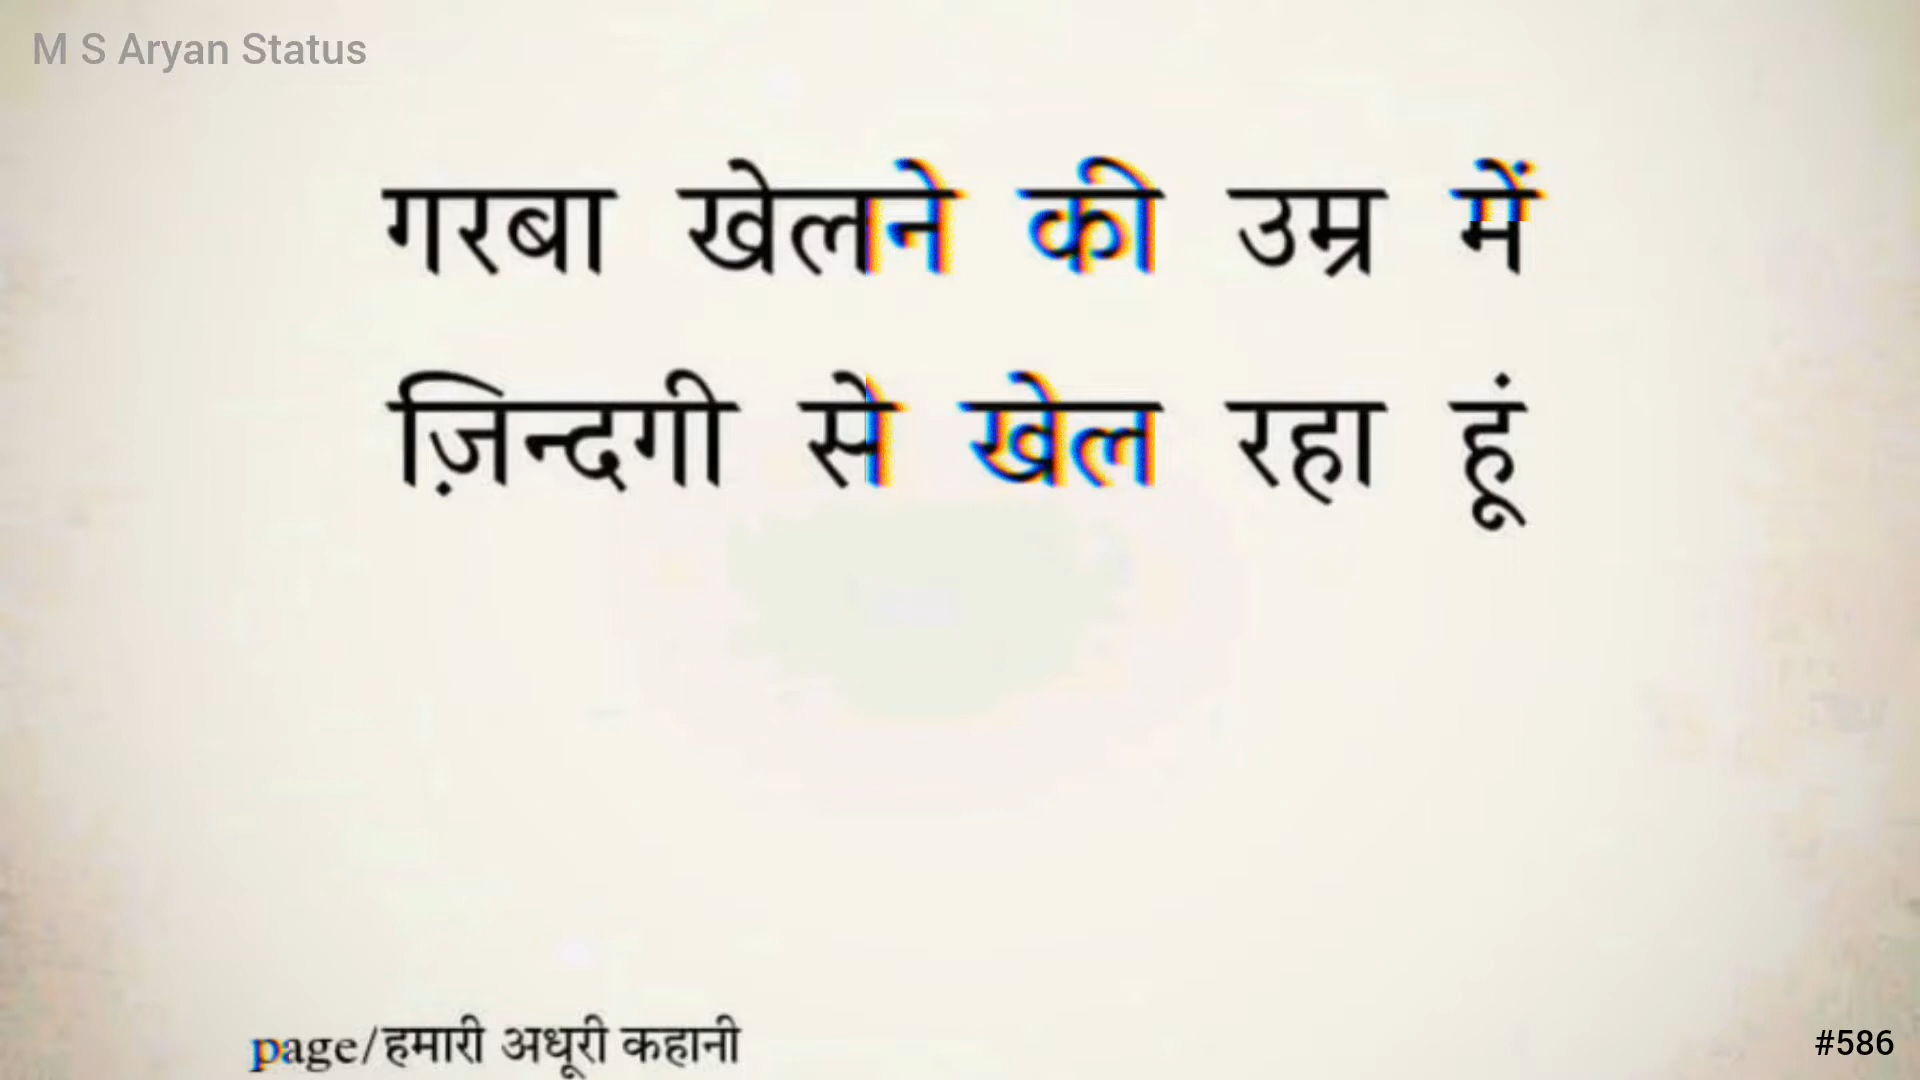 M S Aryan Status
गरबा खेलने की उम्र में
ज़िन्दगी से खेल रहा हूं
page/हमारी अधूरी कहानी
#586